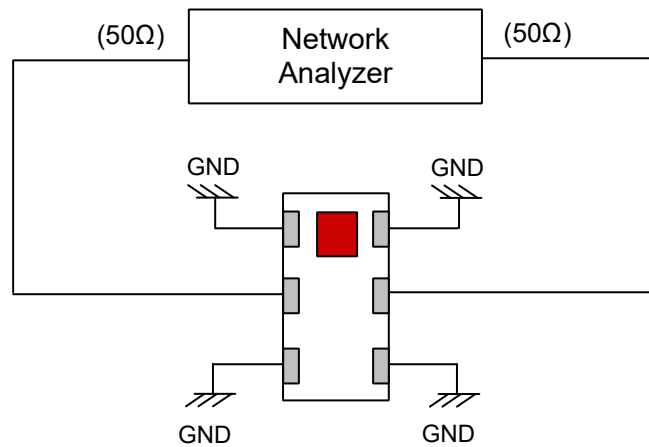 (50Ω)
Network
Analyzer
(50Ω)
GND
GND
GND
GND